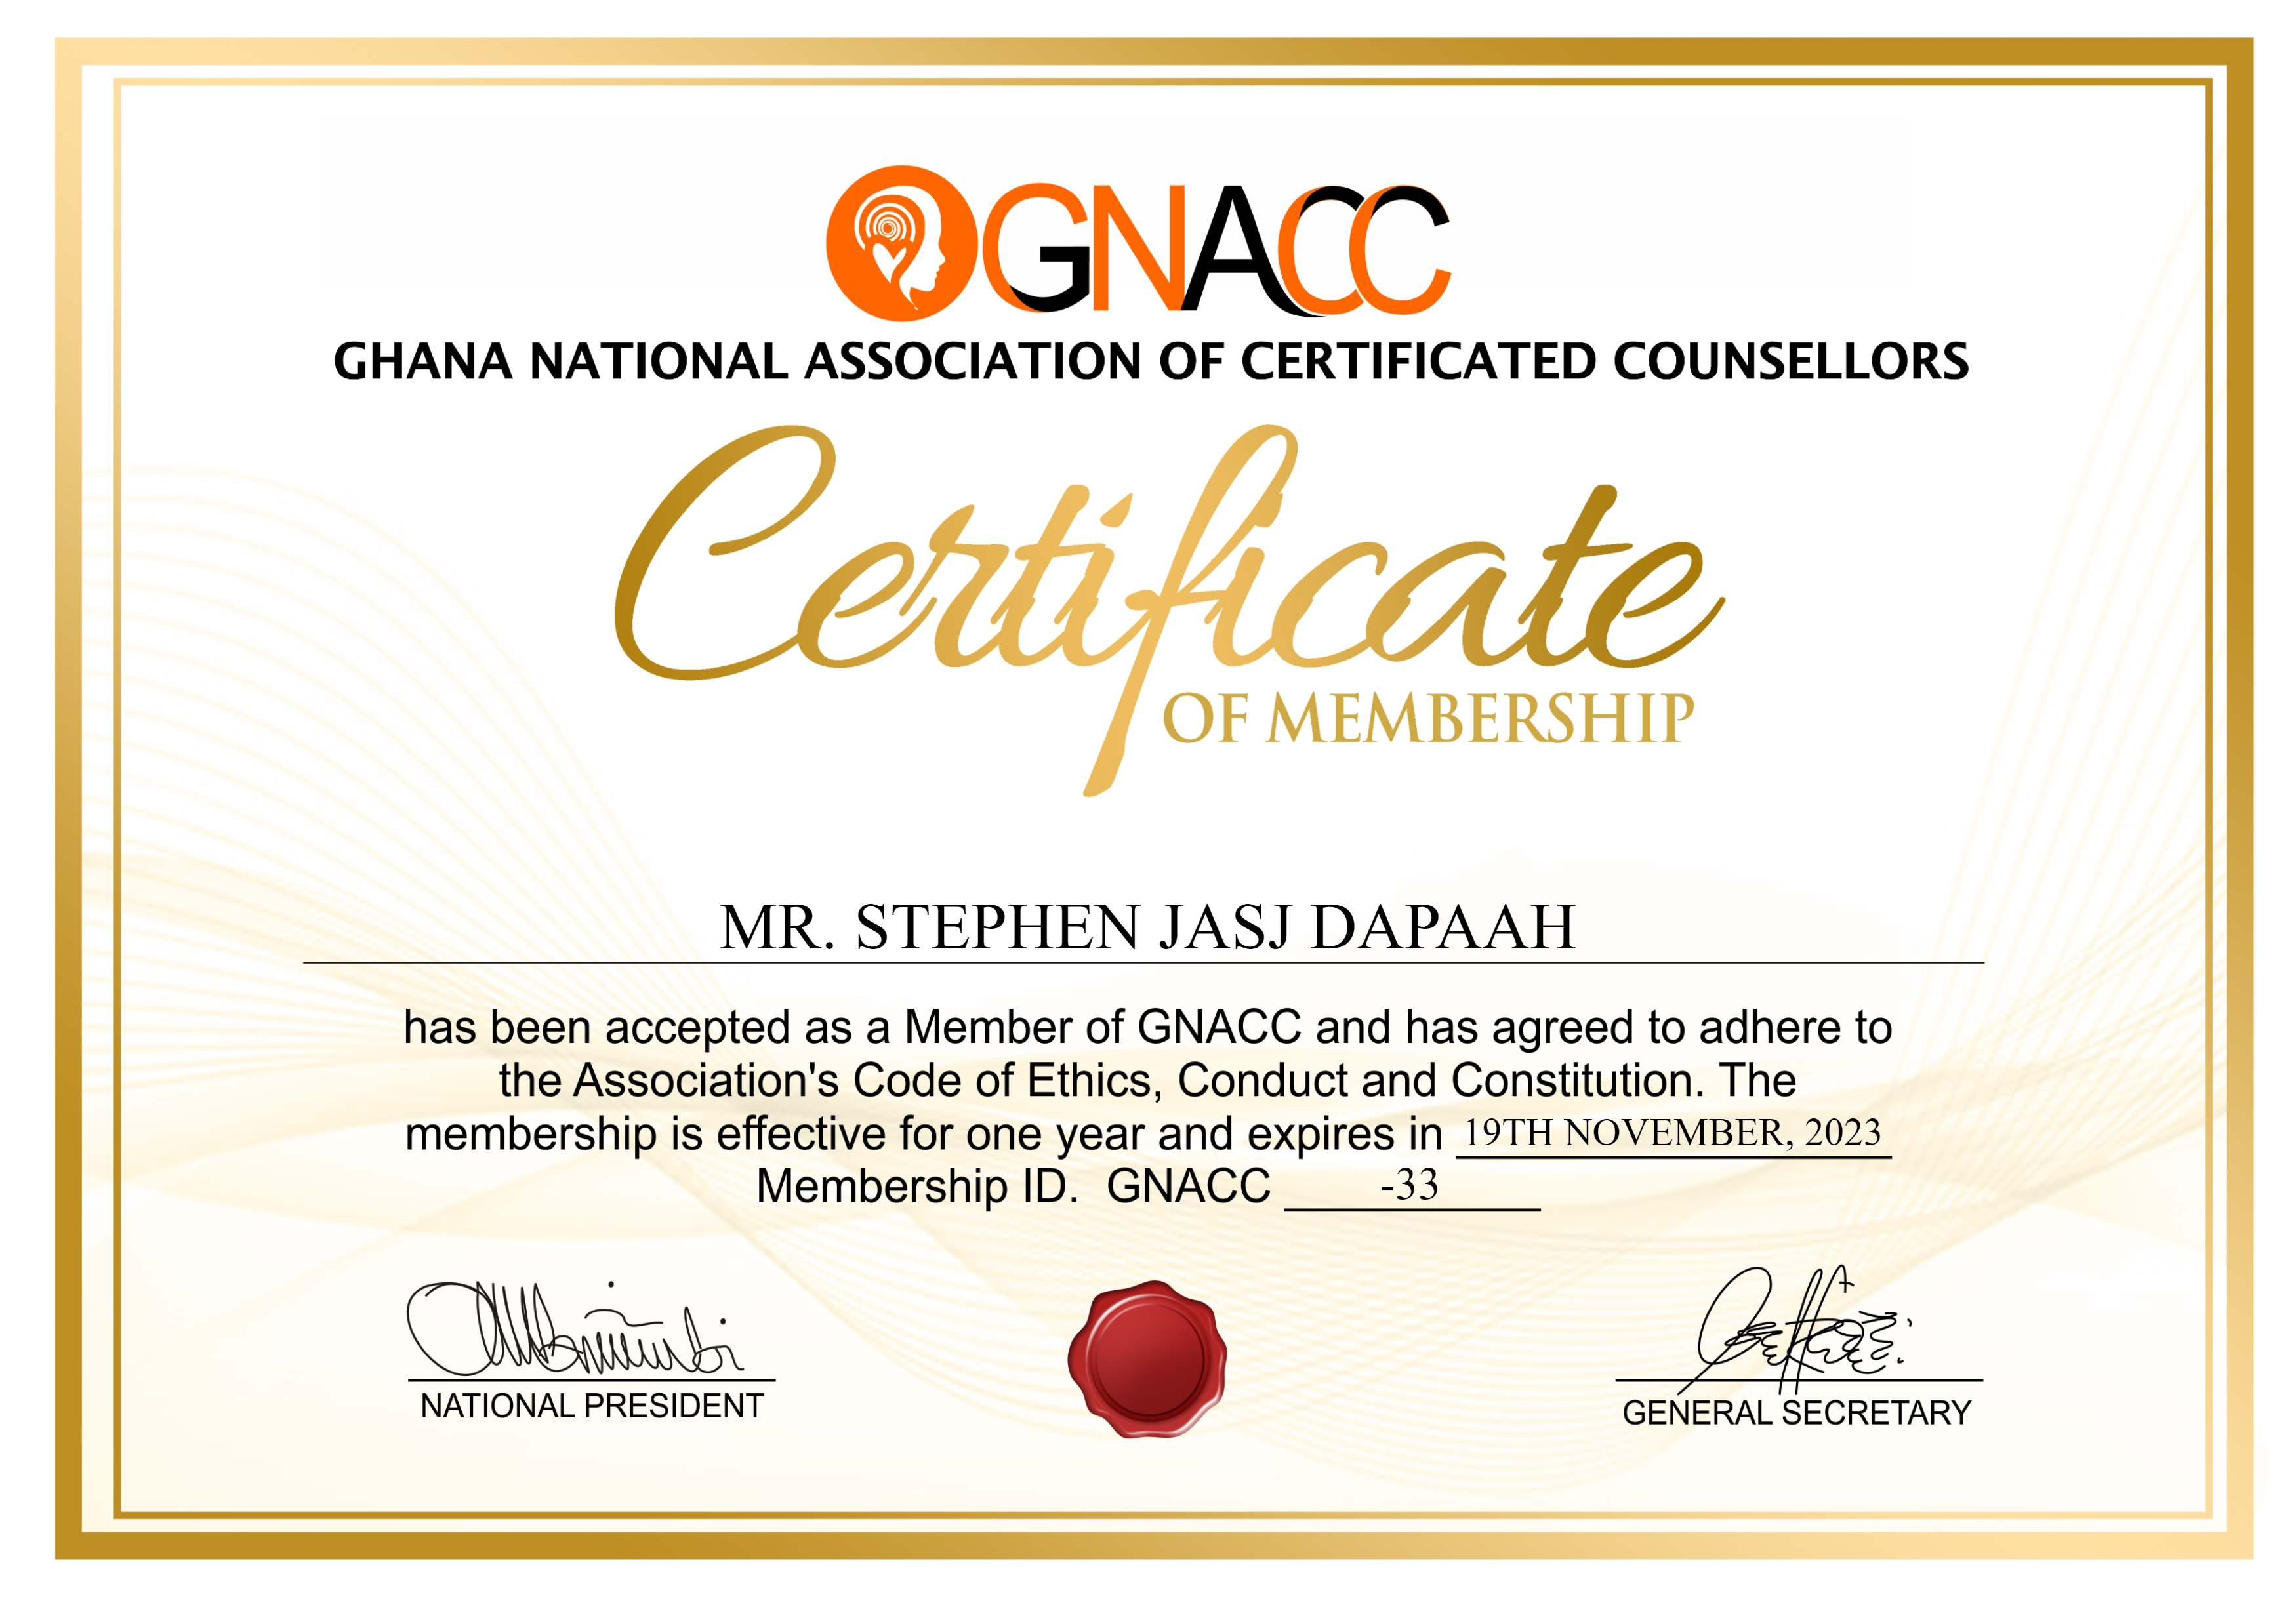 GNACC
GHANA NATIONAL ASSOCIATION OF CERTIFICATED COUNSELLORS
Certificate
OF MEMBERSHIP
MR. STEPHEN JASJ DAPAAH
has been accepted as a Member of GNACC and has agreed to adhere to
the Association's Code of Ethics, Conduct and Constitution. The
membership is effective for one year and expires in 19TH NOVEMBER, 2023
Membership ID. GNACC -33
NATIONAL PRESIDENT
GENERAL SECRETARY